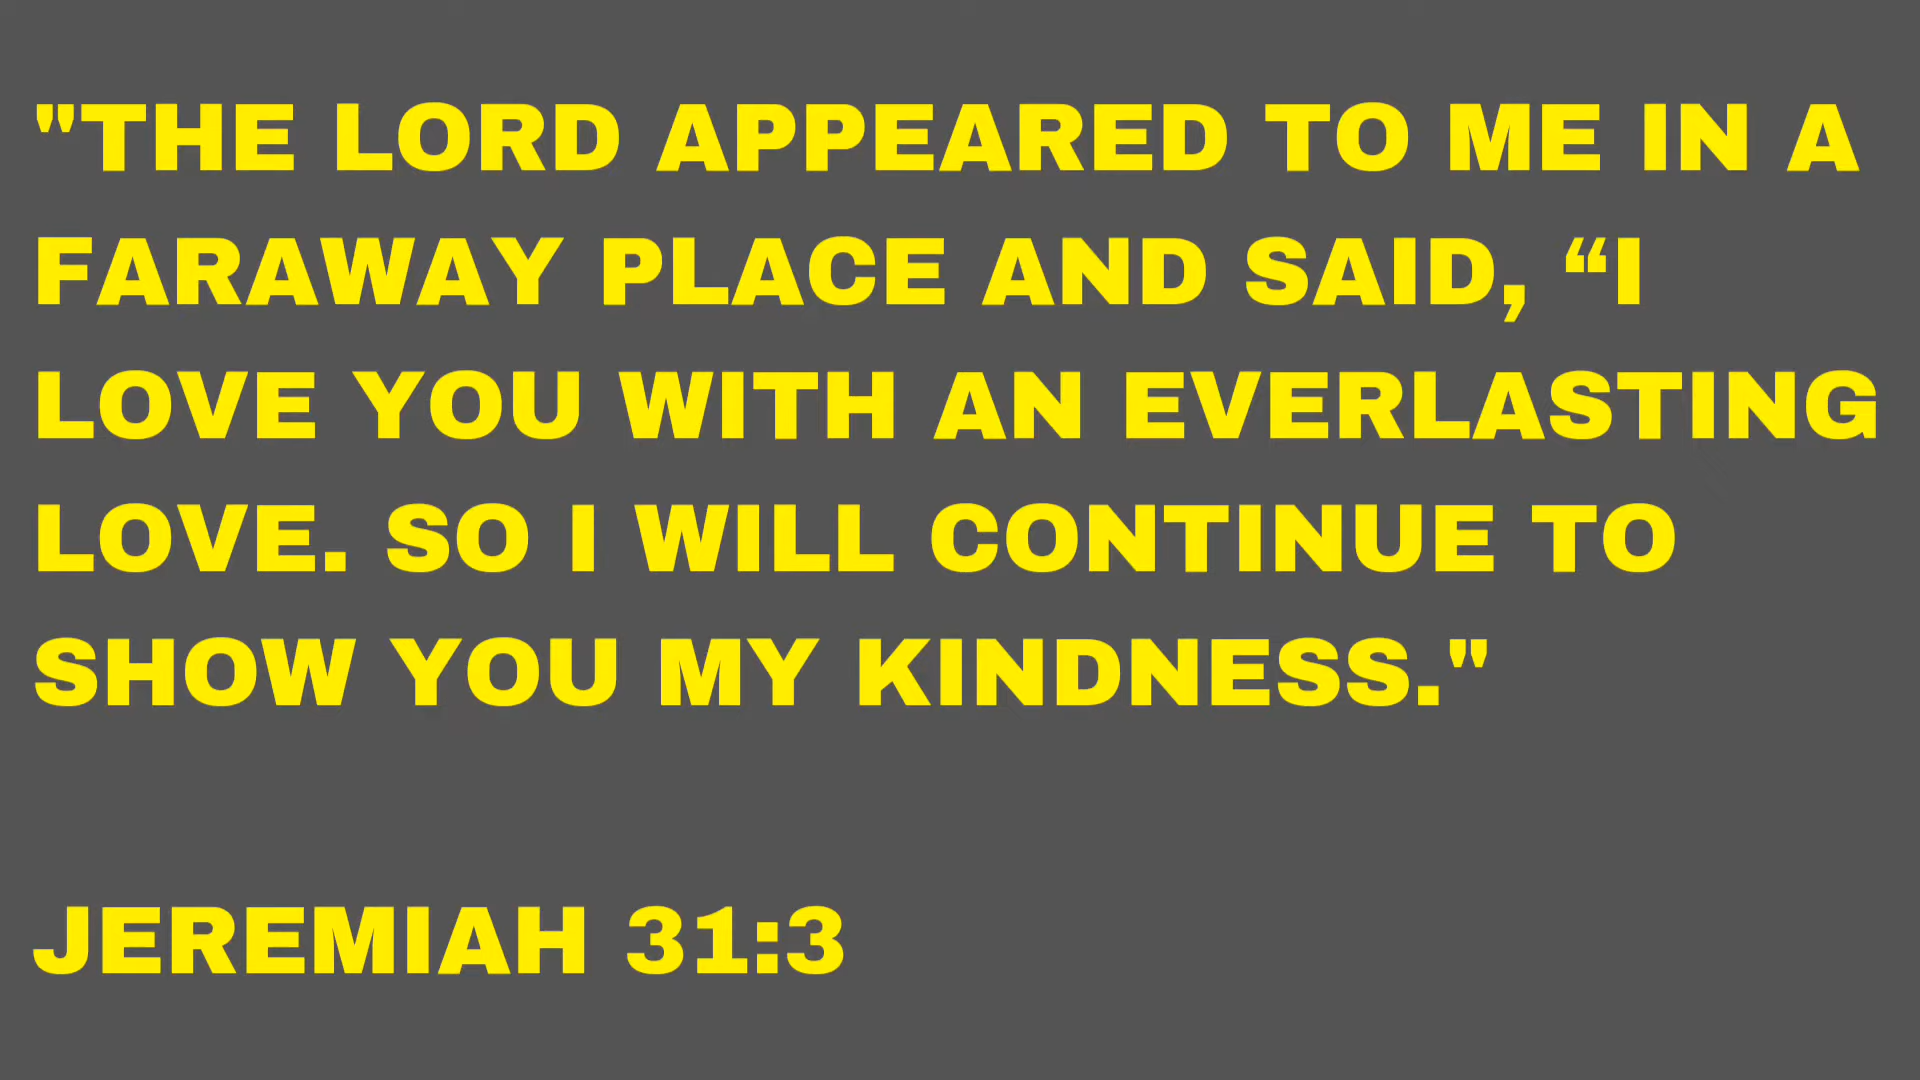 "THE LORD APPEARED TO ME IN A
FARAWAY PLACE AND SAID, “I
LOVE YOU WITH AN EVERLASTING
LOVE. SO I WILL CONTINUE TO
SHOW YOU MY KINDNESS."
JEREMIAH 31:3